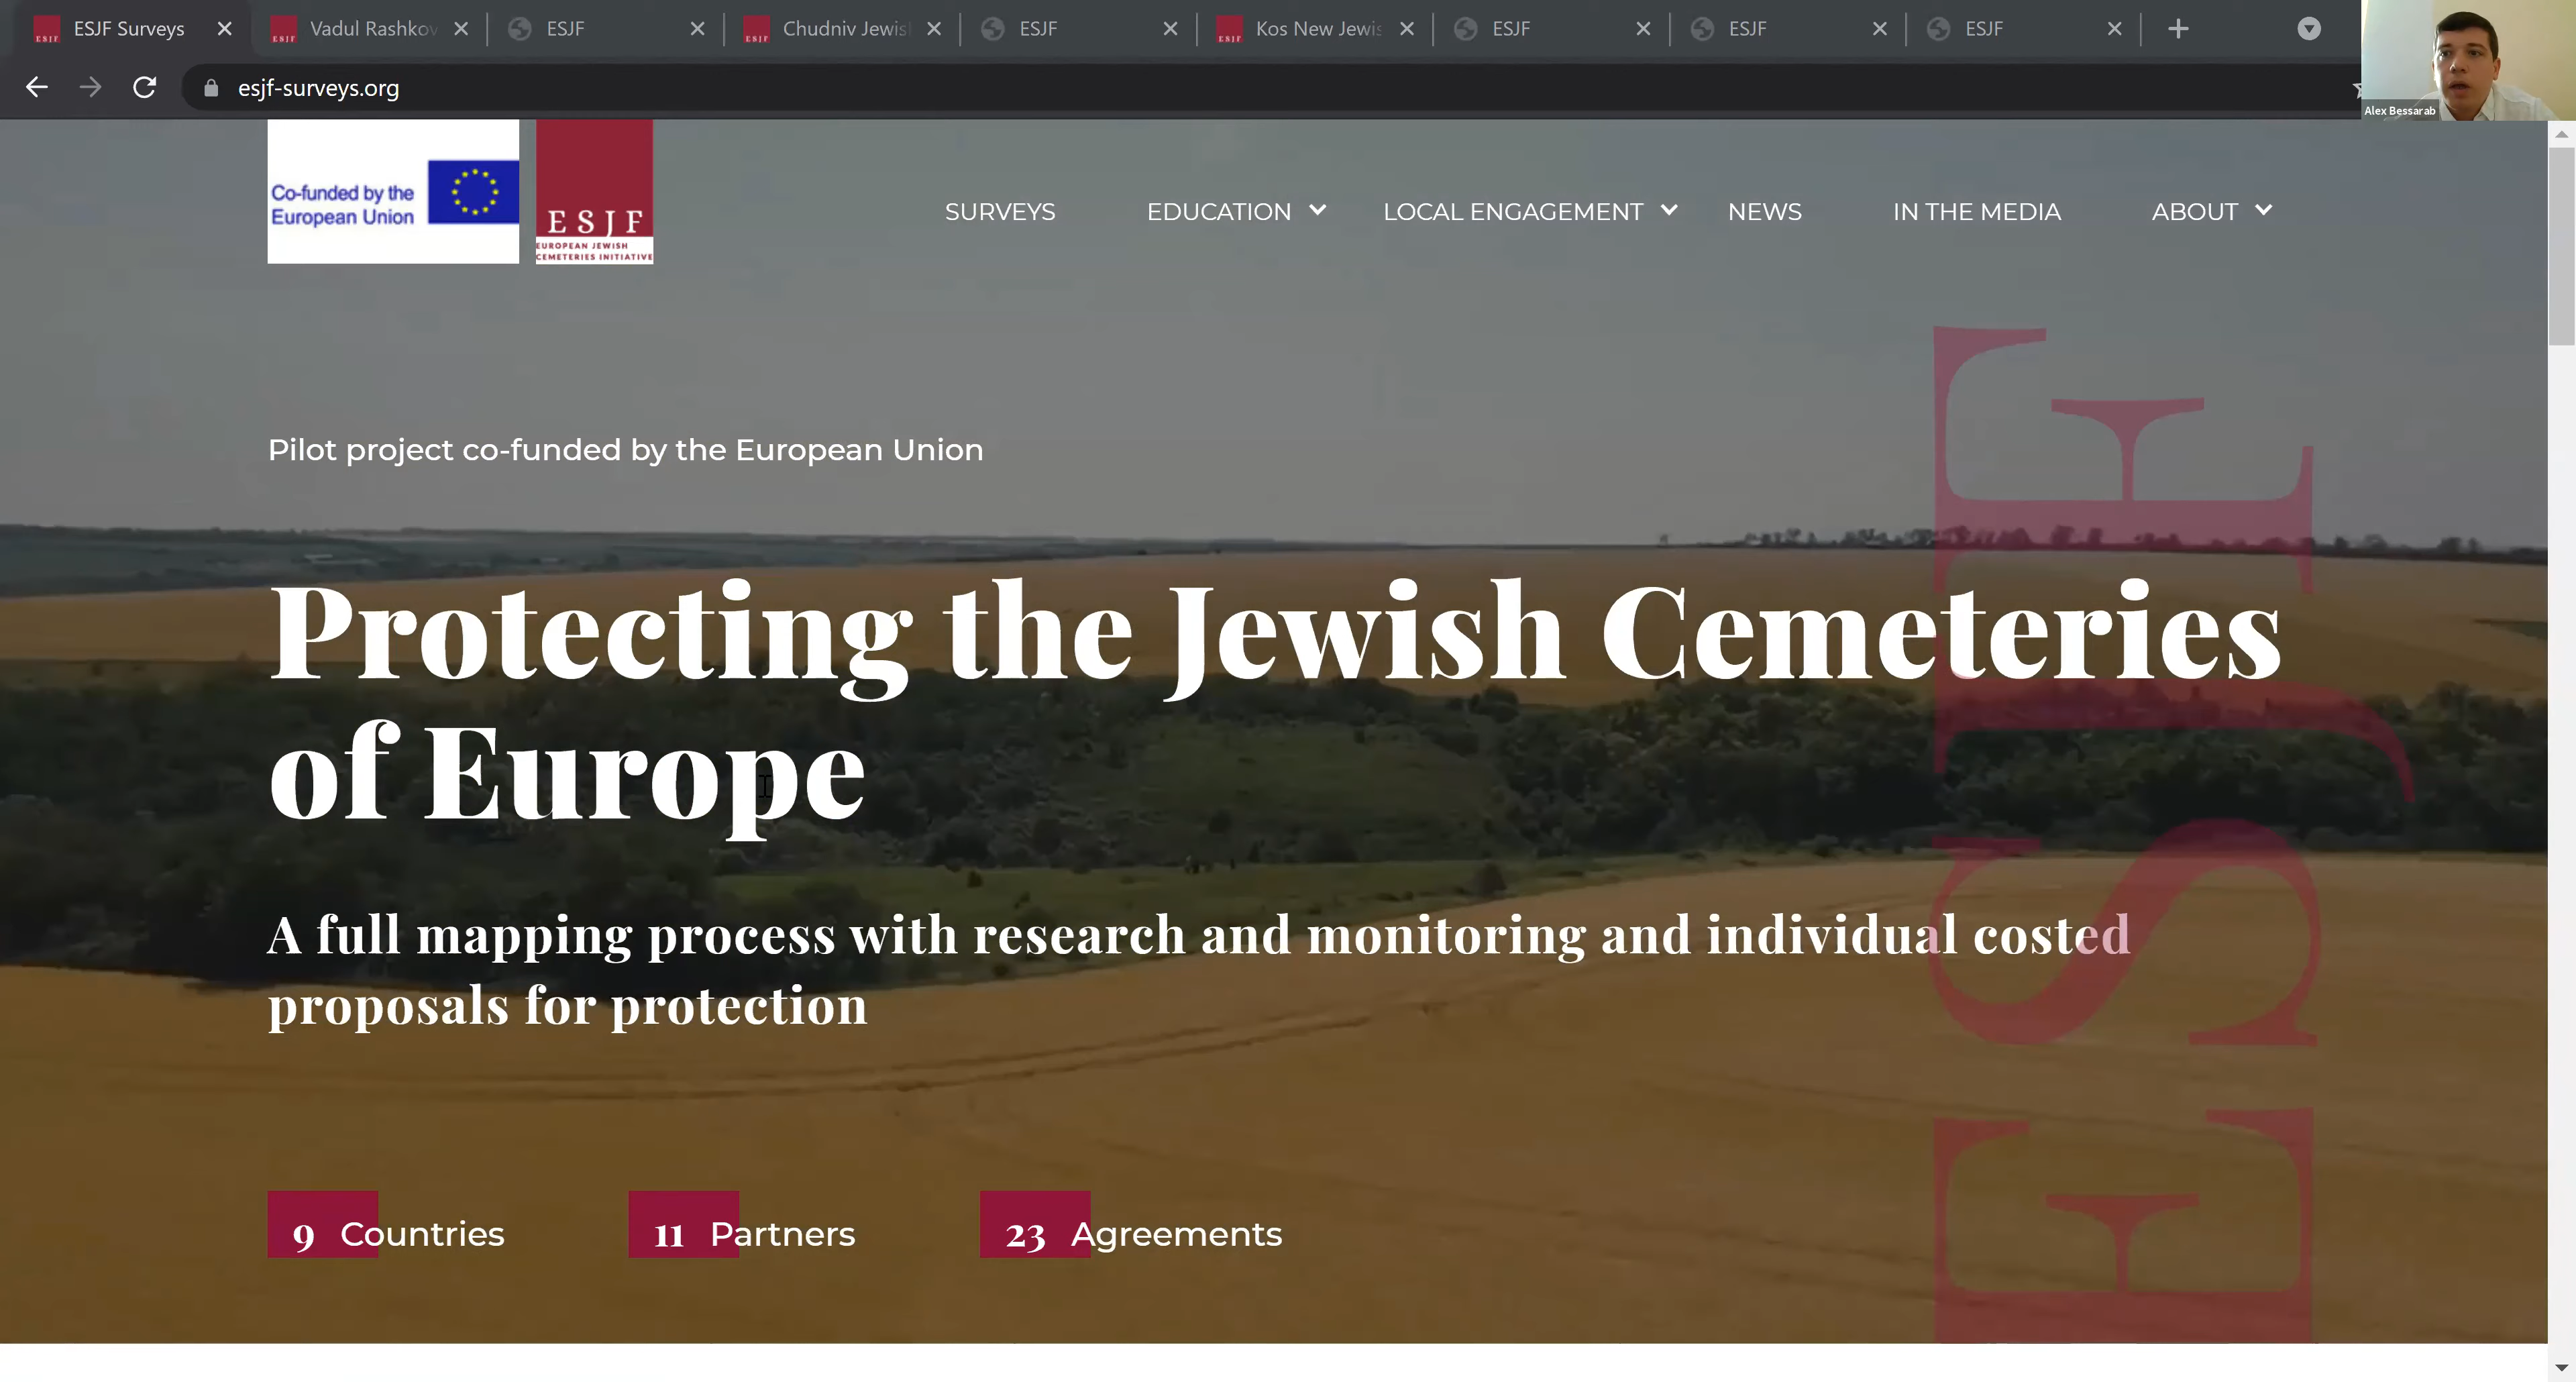 ESJF Surveys
Vadul Rashkov
ESJF
Chudniv Jewis
ESJF
Kos New Jewis
ESJF
ESJF
ESJF
esjf-surveys.org
Alex Bessarab
Co-funded by the
European Union
ESJF
EUROPEAN JEWISH
CEMETERIES INITIATIVE
SURVEYS
EDUCATION
LOCAL ENGAGEMENT
NEWS
IN THE MEDIA
ABOUT
Pilot project co-funded by the European Union
Protecting the Jewish Cemeteries
of Europe
A full mapping process with research and monitoring and individual costed
proposals for protection
9 Countries
11 Partners
23 Agreements
ESJF